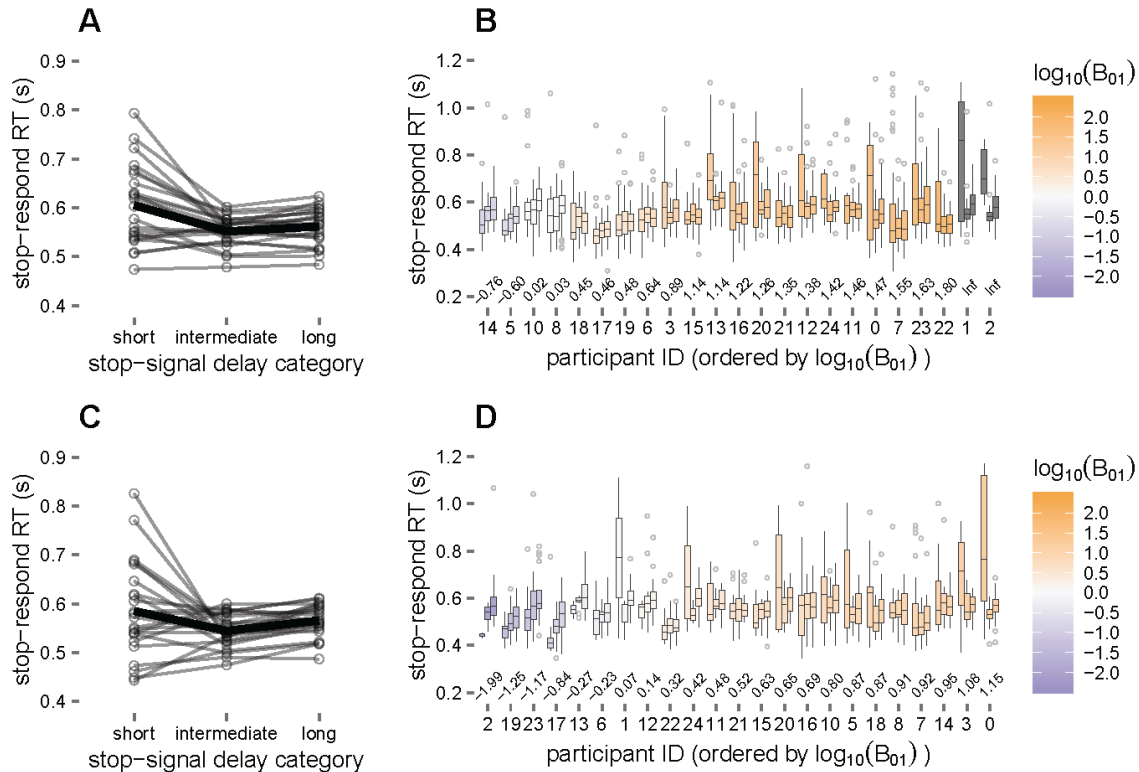 A
stop−respond RT (s)
0.9
0.8
0.7
0.6
0.5
0.4
short intermediate long
stop−signal delay category
B
stop−respond RT (s)
1.2
1.0
0.8
0.6
0.4
0.2
−0.76 −0.60 0.02 0.03 0.45 0.46 0.48 0.64 0.89 1.14 1.14 1.22 1.26 1.35 1.38 1.42 1.46 1.47 1.55 1.63 1.80 Inf Inf
14 5 10 8 18 17 19 6 3 15 13 16 20 21 12 24 11 0 7 23 22 1 2
participant ID (ordered by log₁₀(B₀₁) )
log₁₀(B₀₁)
2.0
1.5
1.0
0.5
0.0
−0.5
−1.0
−1.5
−2.0
C
stop−respond RT (s)
0.9
0.8
0.7
0.6
0.5
0.4
short intermediate long
stop−signal delay category
D
stop−respond RT (s)
1.2
1.0
0.8
0.6
0.4
0.2
−1.99 −1.25 −1.17 −0.84 −0.27 −0.23 0.07 0.14 0.32 0.42 0.48 0.52 0.63 0.65 0.69 0.80 0.87 0.87 0.91 0.92 0.95 1.08 1.15
2 19 23 17 13 6 1 12 22 24 11 21 15 20 16 10 5 18 8 7 14 3 0
participant ID (ordered by log₁₀(B₀₁) )
log₁₀(B₀₁)
2.0
1.5
1.0
0.5
0.0
−0.5
−1.0
−1.5
−2.0